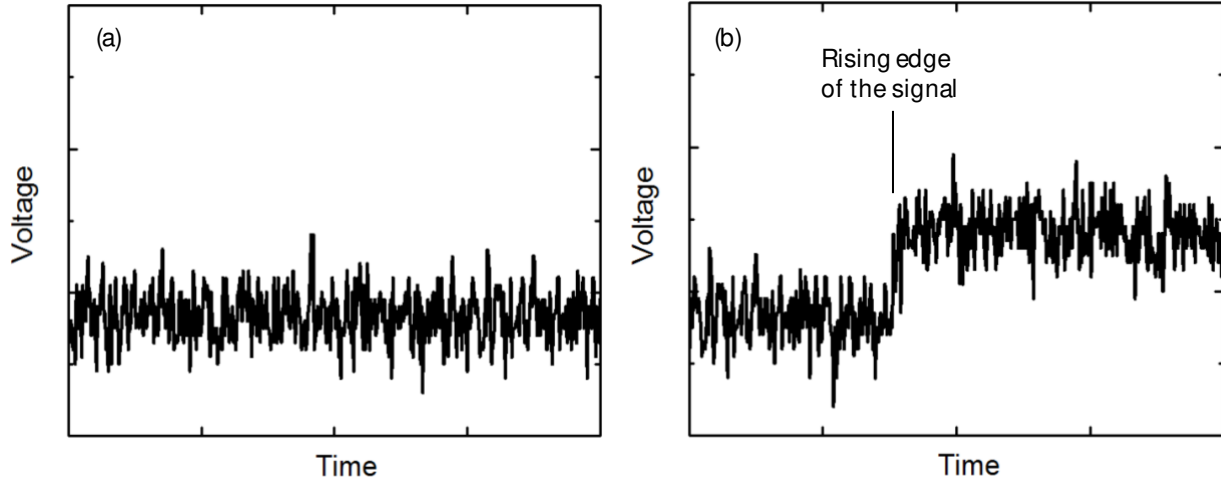 (a)
Voltage
Time
(b)
Rising edge
of the signal
Voltage
Time